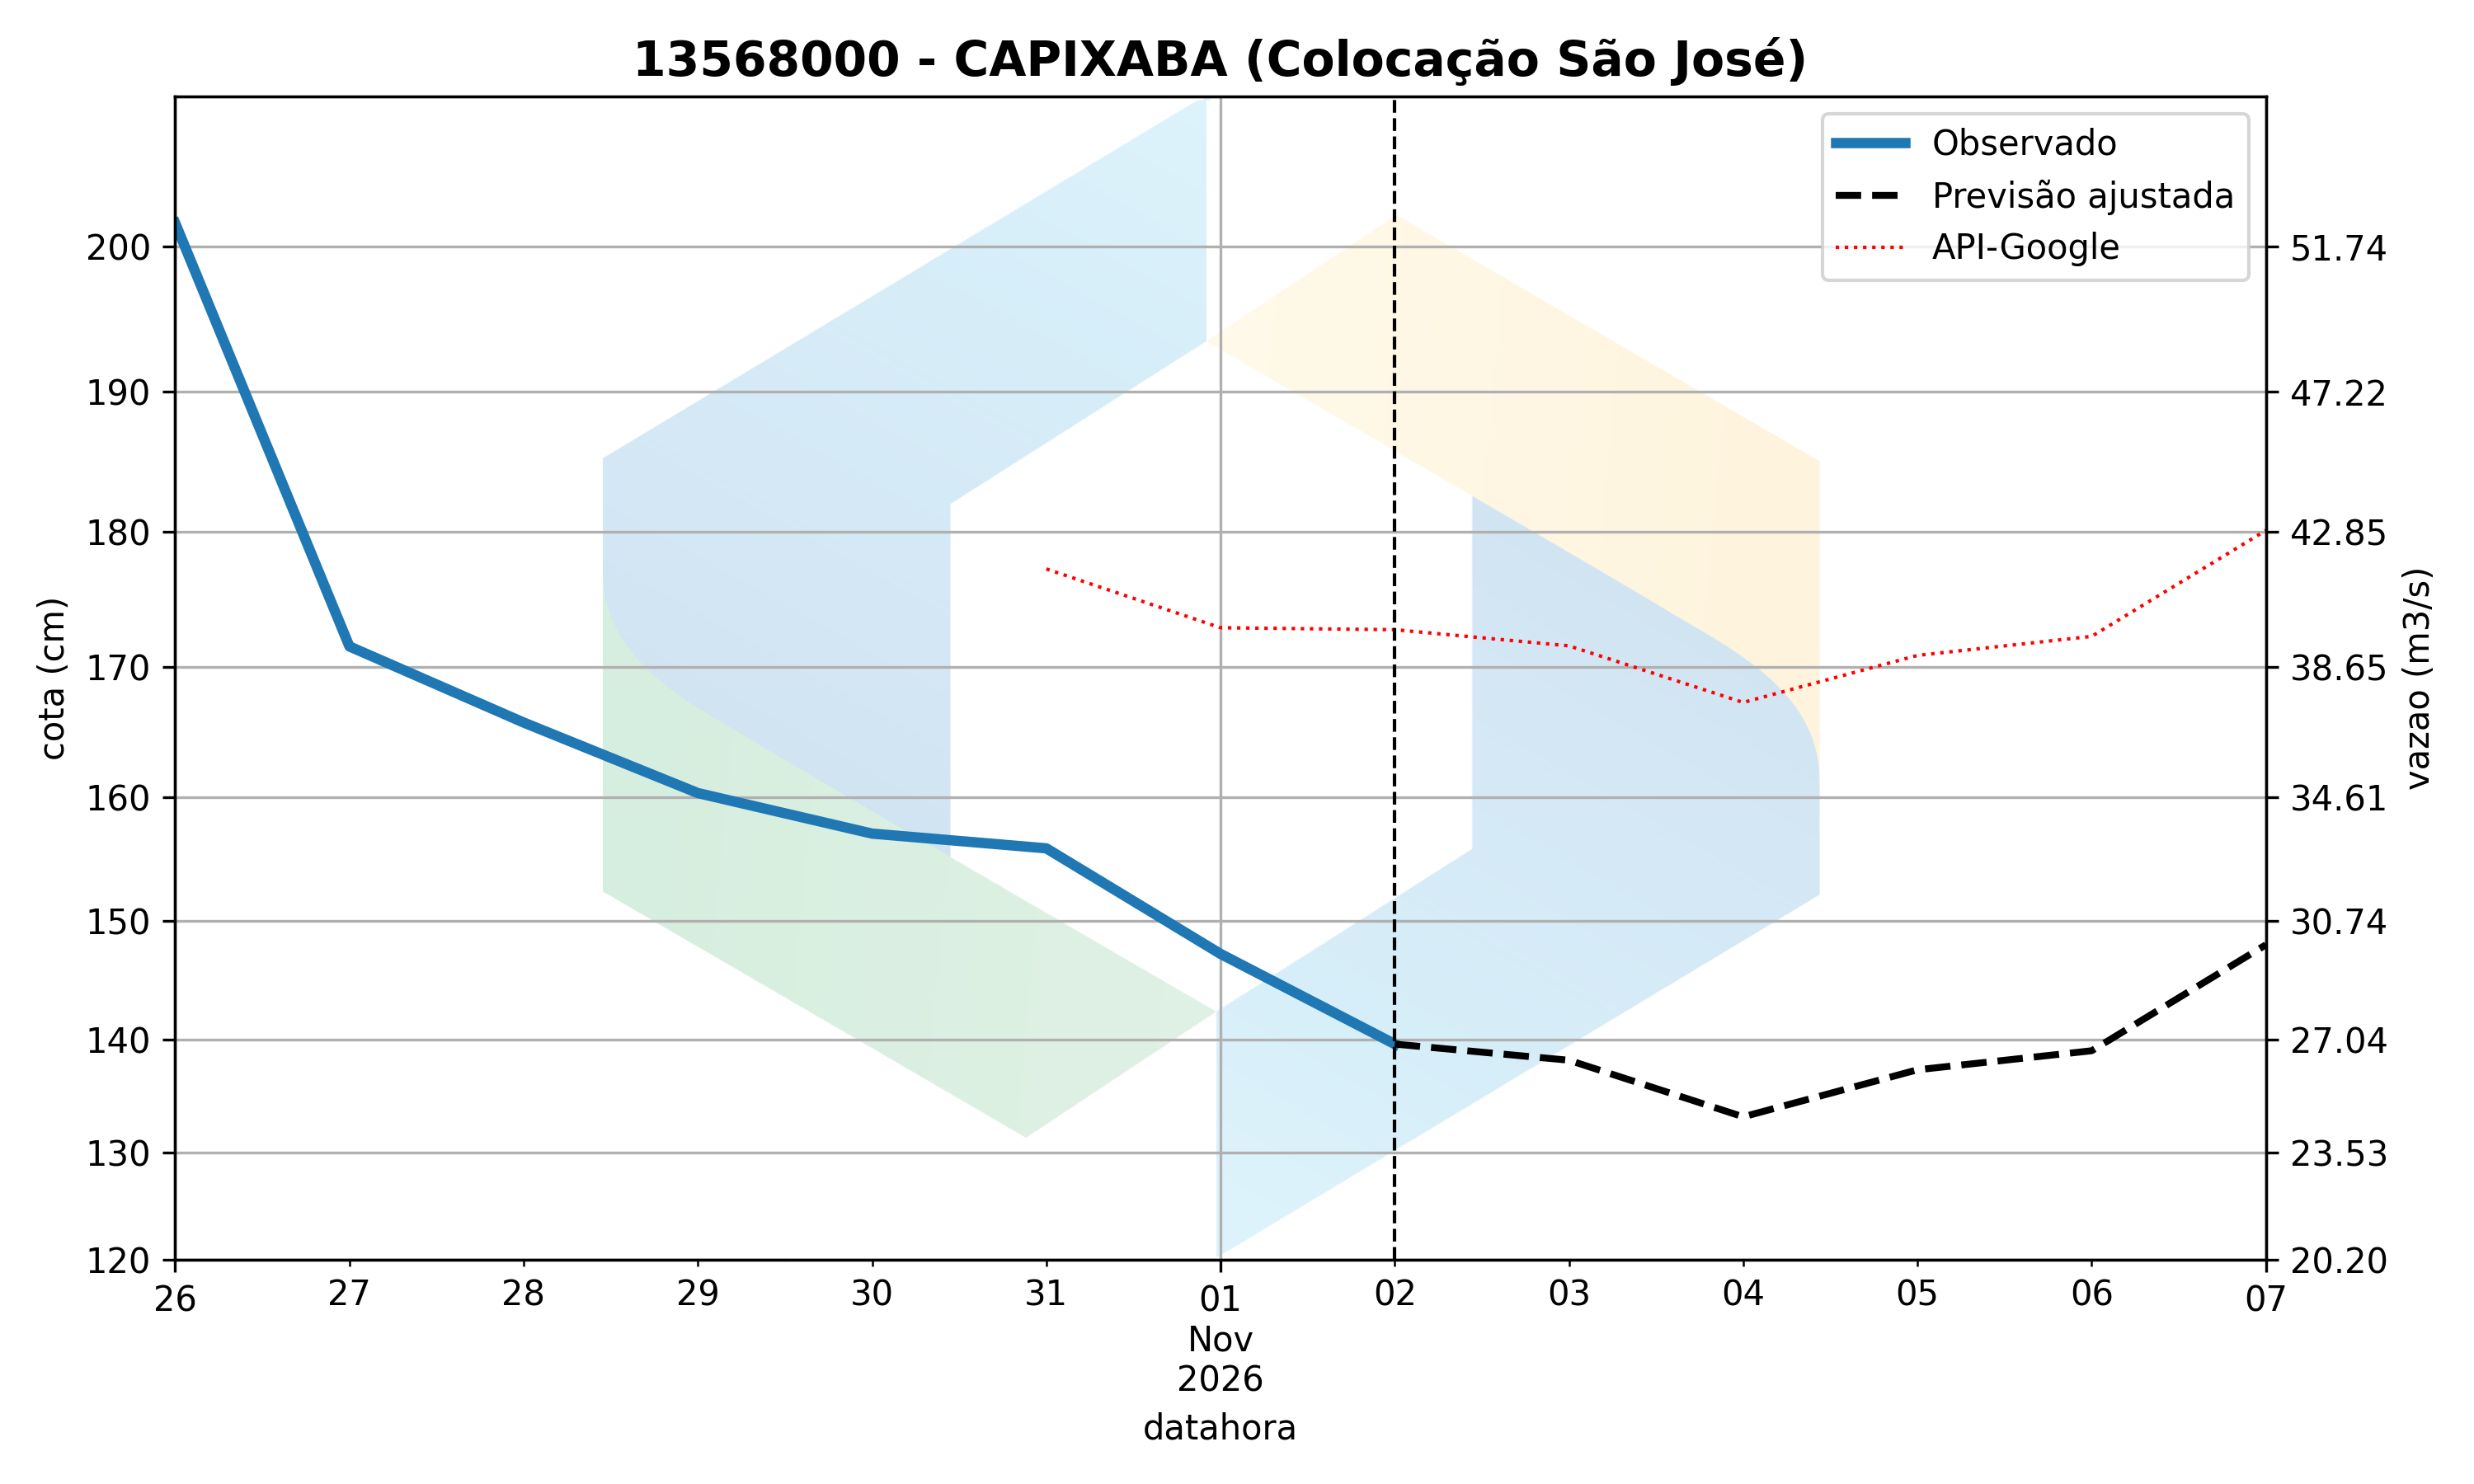 13568000 - CAPIXABA (Colocação São José)
Observado
Previsão ajustada
API-Google
cota (cm)
200
190
180
170
160
150
140
130
120
51.74
47.22
42.85
38.65
34.61
30.74
27.04
23.53
20.20
vazao (m3/s)
26 27 28 29 30 31 01 02 03 04 05 06 07
Nov
2026
datahora